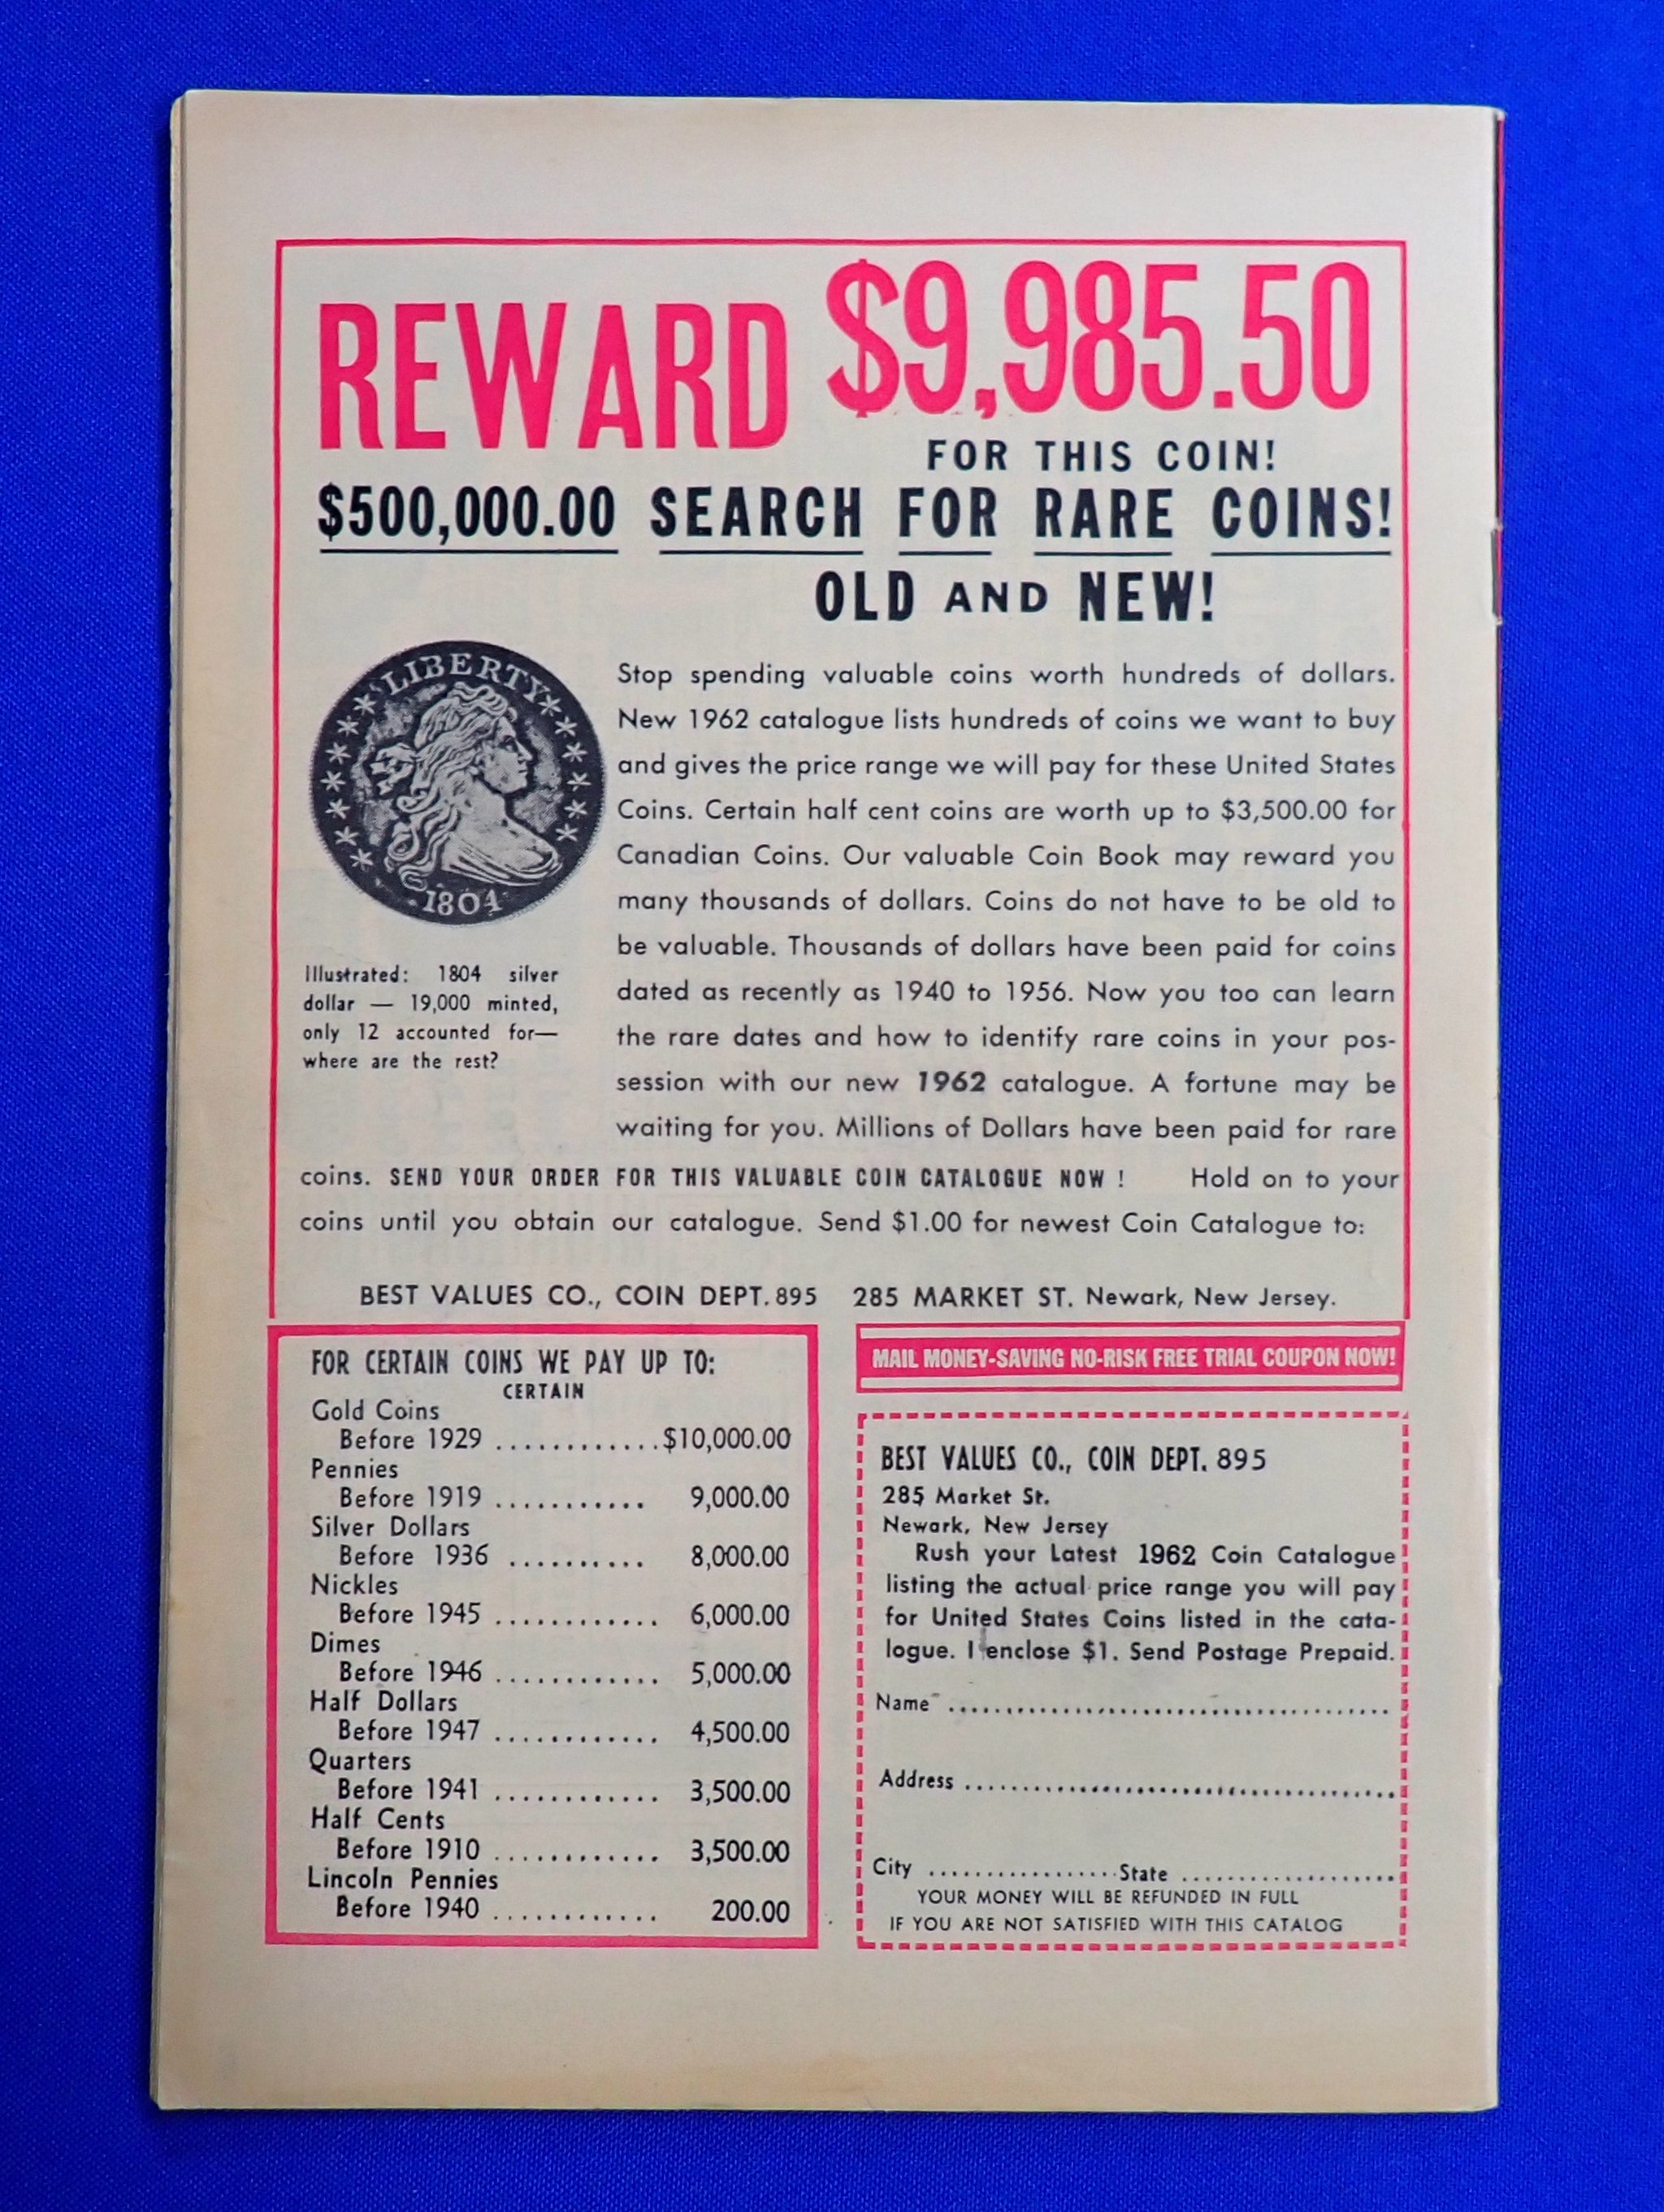 REWARD $9,985.50
FOR THIS COIN!
$500,000.00 SEARCH FOR RARE COINS!
OLD AND NEW!
LIBERTY
1804
Illustrated: 1804 silver
dollar — 19,000 minted,
only 12 accounted for—
where are the rest?
Stop spending valuable coins worth hundreds of dollars.
New 1962 catalogue lists hundreds of coins we want to buy
and gives the price range we will pay for these United States
Coins. Certain half cent coins are worth up to $3,500.00 for
Canadian Coins. Our valuable Coin Book may reward you
many thousands of dollars. Coins do not have to be old to
be valuable. Thousands of dollars have been paid for coins
dated as recently as 1940 to 1956. Now you too can learn
the rare dates and how to identify rare coins in your pos-
session with our new 1962 catalogue. A fortune may be
waiting for you. Millions of Dollars have been paid for rare
coins. SEND YOUR ORDER FOR THIS VALUABLE COIN CATALOGUE NOW ! Hold on to your
coins until you obtain our catalogue. Send $1.00 for newest Coin Catalogue to:
BEST VALUES CO., COIN DEPT. 895 285 MARKET ST. Newark, New Jersey.
FOR CERTAIN COINS WE PAY UP TO:
CERTAIN
Gold Coins
Before 1929 ............$10,000.00
Pennies
Before 1919 ........... 9,000.00
Silver Dollars
Before 1936 .......... 8,000.00
Nickles
Before 1945 ............ 6,000.00
Dimes
Before 1946 ............ 5,000.00
Half Dollars
Before 1947 ............ 4,500.00
Quarters
Before 1941 ............ 3,500.00
Half Cents
Before 1910 ............ 3,500.00
Lincoln Pennies
Before 1940 ............ 200.00
MAIL MONEY-SAVING NO-RISK FREE TRIAL COUPON NOW!
BEST VALUES CO., COIN DEPT. 895
285 Market St.
Newark, New Jersey
Rush your Latest 1962 Coin Catalogue
listing the actual price range you will pay
for United States Coins listed in the cata-
logue. I enclose $1. Send Postage Prepaid.
Name ........................................
Address ........................................
City .................. State ....................
YOUR MONEY WILL BE REFUNDED IN FULL
IF YOU ARE NOT SATISFIED WITH THIS CATALOG